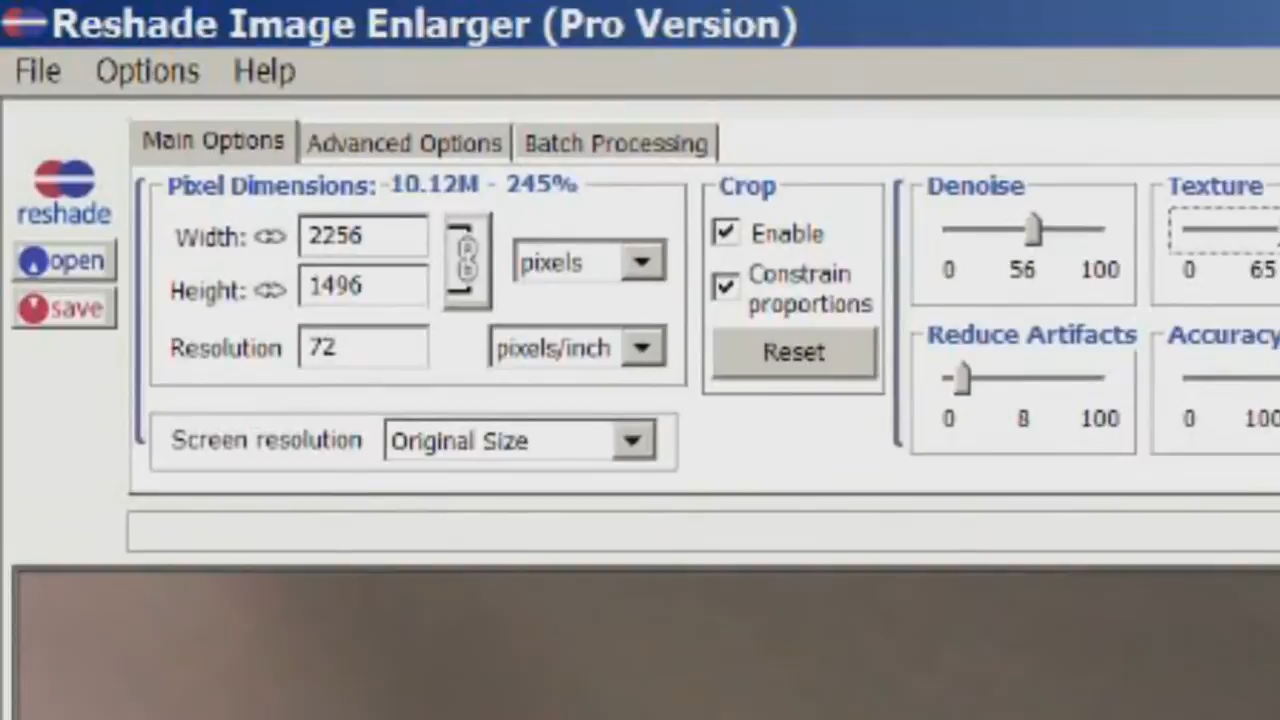 Reshade Image Enlarger (Pro Version)
File Options Help
Main Options Advanced Options Batch Processing
reshade
open
save
Pixel Dimensions: 10.12M - 245%
Width: 2256
Height: 1496
pixels
Resolution 72 pixels/inch
Screen resolution Original Size
Crop
Enable
Constrain
proportions
Reset
Denoise
0 56 100
Texture
0 65
Reduce Artifacts
0 8 100
Accuracy
0 100